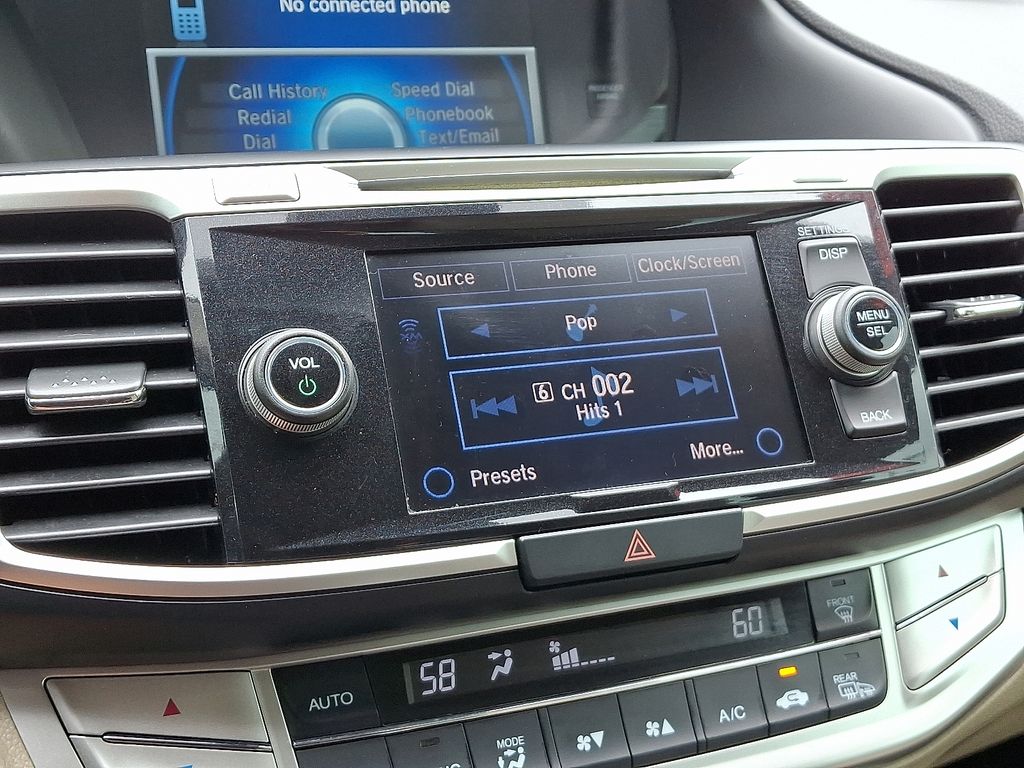 No connected phone
Call History
Speed Dial
Redial
Phonebook
Dial
Text/Email
SETTINGS
DISP
Source
Phone
Clock/Screen
Pop
MENU
SEL
VOL
6 CH 002
Hits 1
BACK
More...
Presets
FRONT
58
60
AUTO
MODE
A/C
REAR